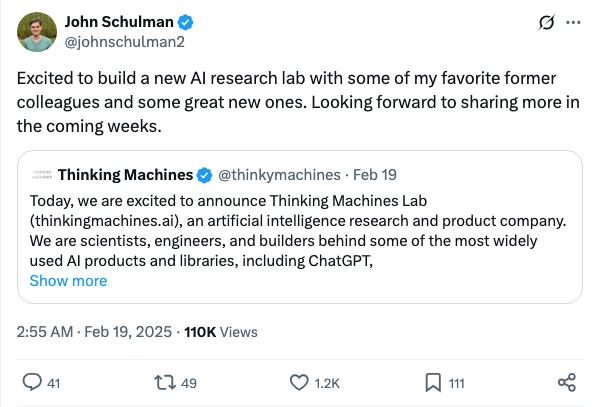 John Schulman
@johnschulman2
Excited to build a new AI research lab with some of my favorite former
colleagues and some great new ones. Looking forward to sharing more in
the coming weeks.
Thinking Machines @thinkymachines · Feb 19
Today, we are excited to announce Thinking Machines Lab
(thinkingmachines.ai), an artificial intelligence research and product company.
We are scientists, engineers, and builders behind some of the most widely
used AI products and libraries, including ChatGPT,
Show more
2:55 AM · Feb 19, 2025 · 110K Views
41 49 1.2K 111